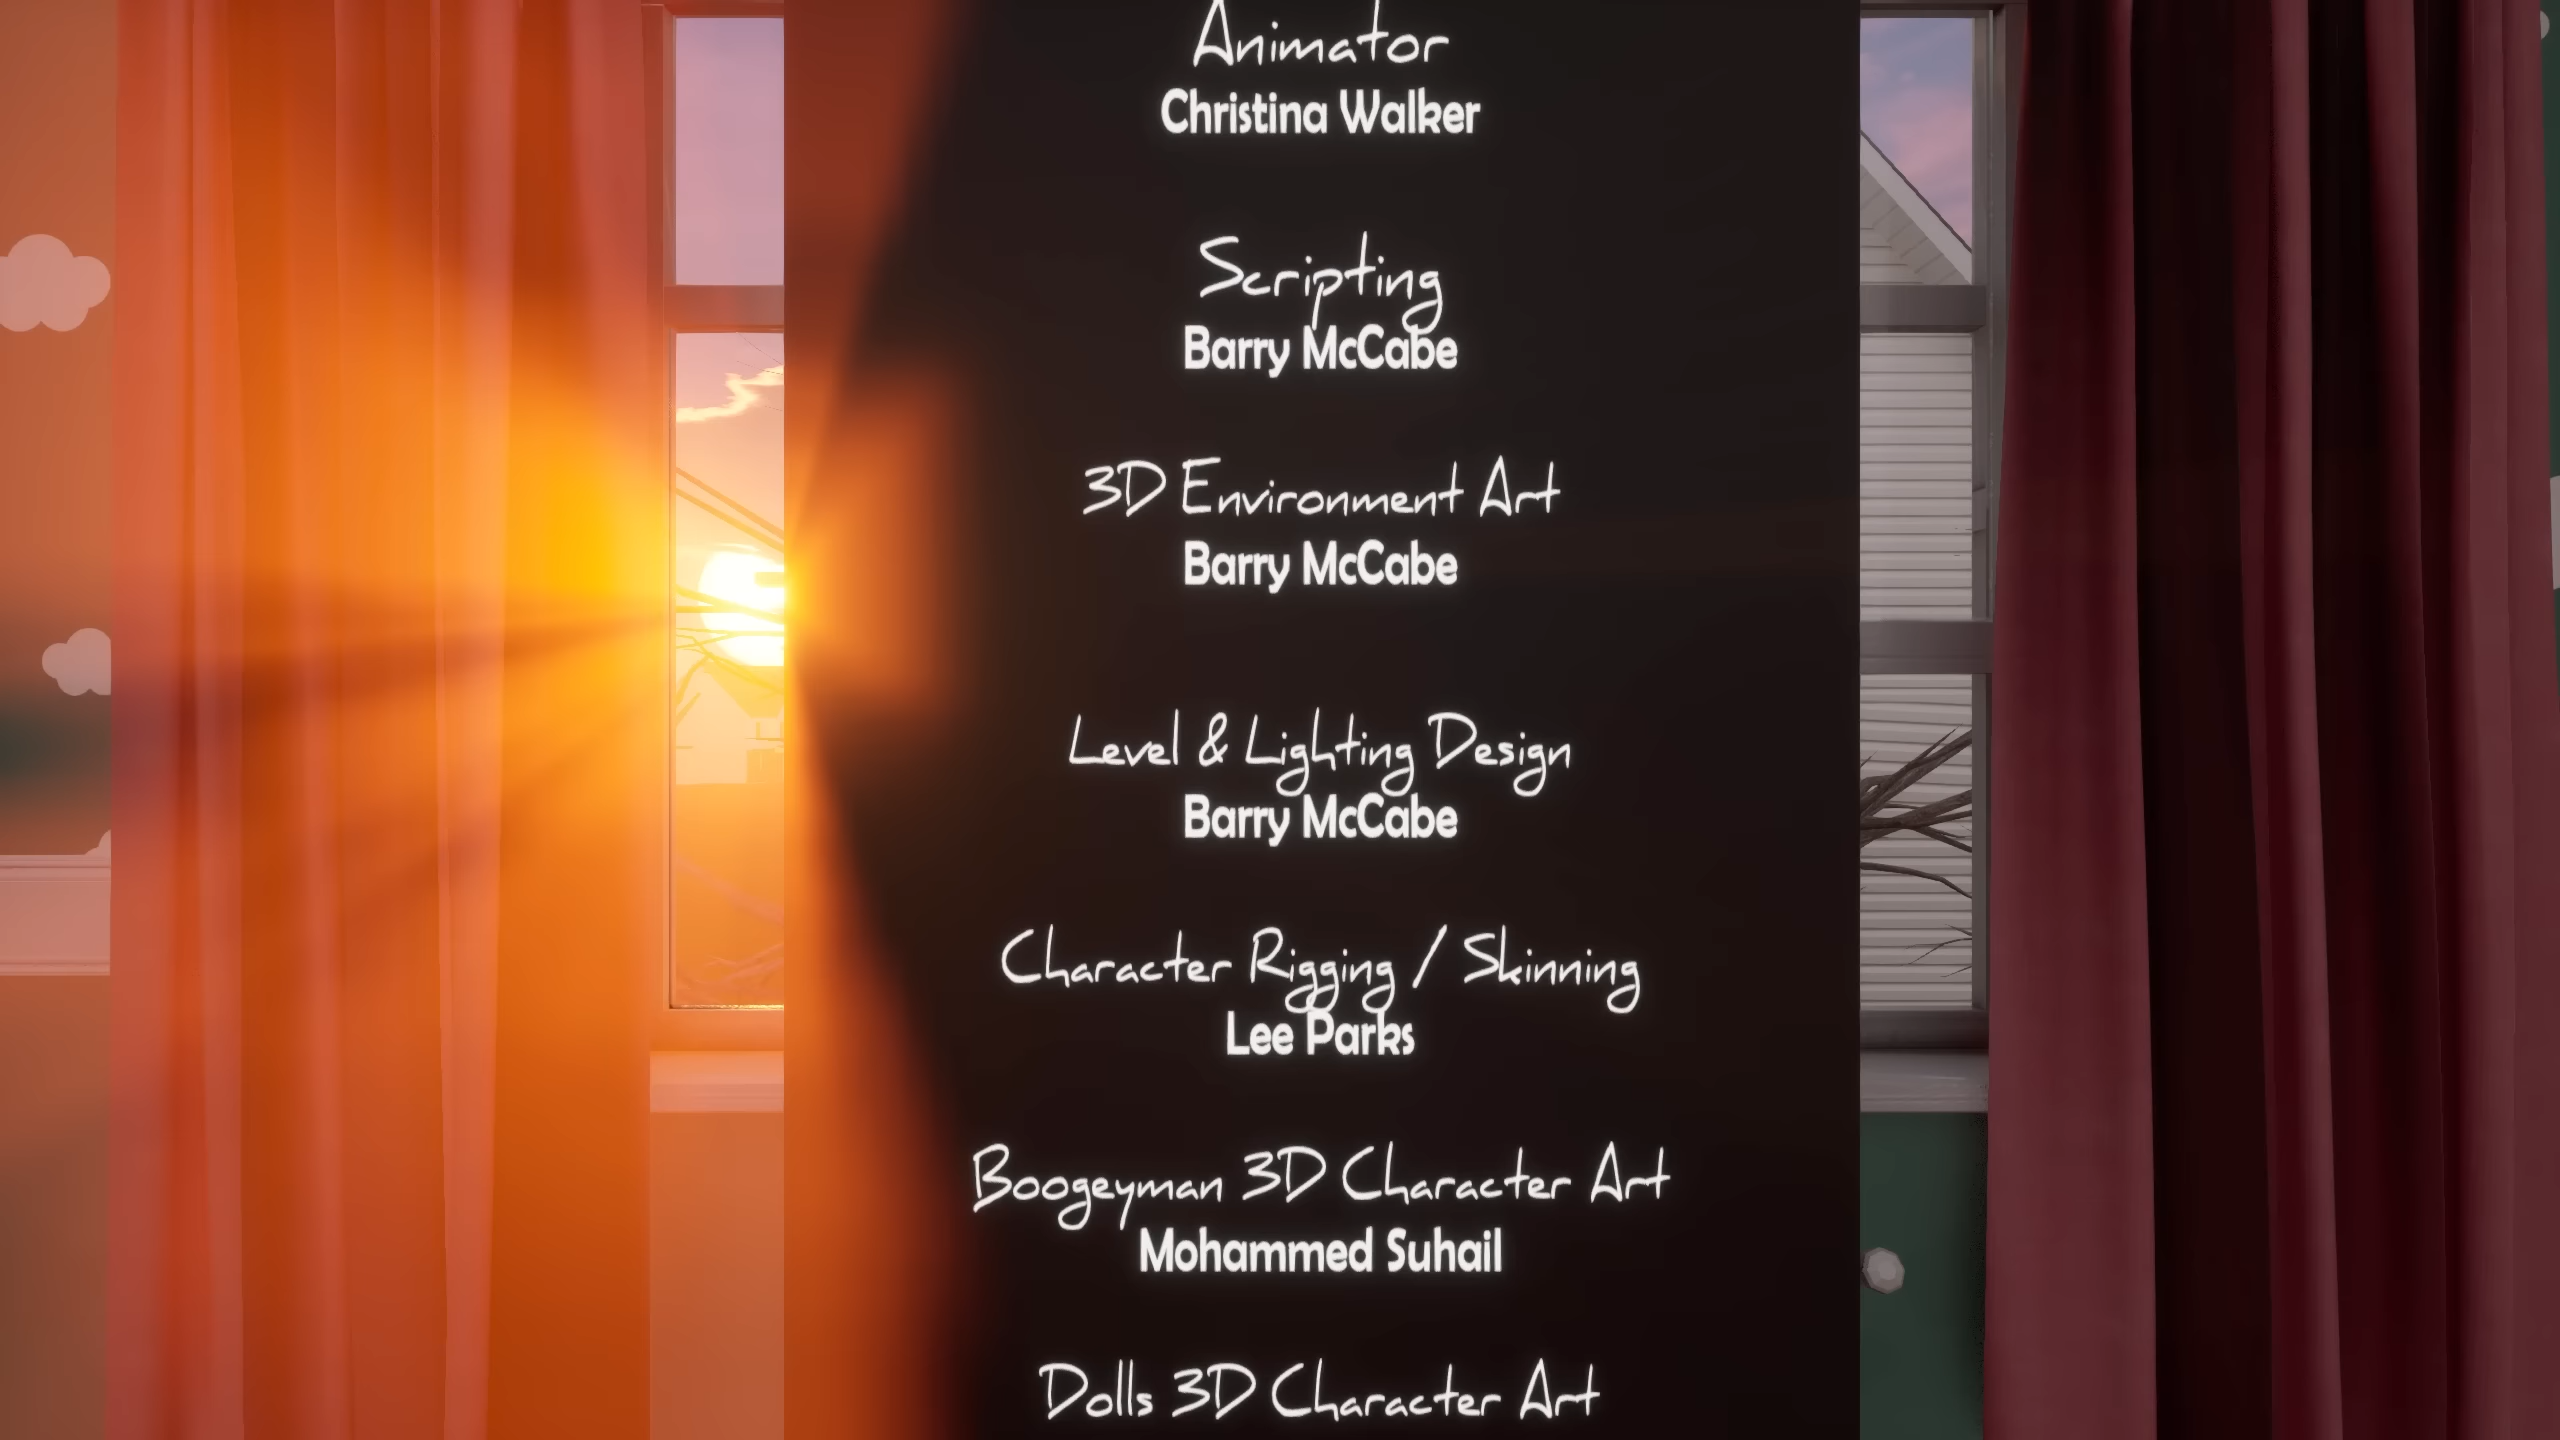 Animator
Christina Walker
Scripting
Barry McCabe
3D Environment Art
Barry McCabe
Level & Lighting Design
Barry McCabe
Character Rigging / Skinning
Lee Parks
Boogeyman 3D Character Art
Mohammed Suhail
Dolls 3D Character Art